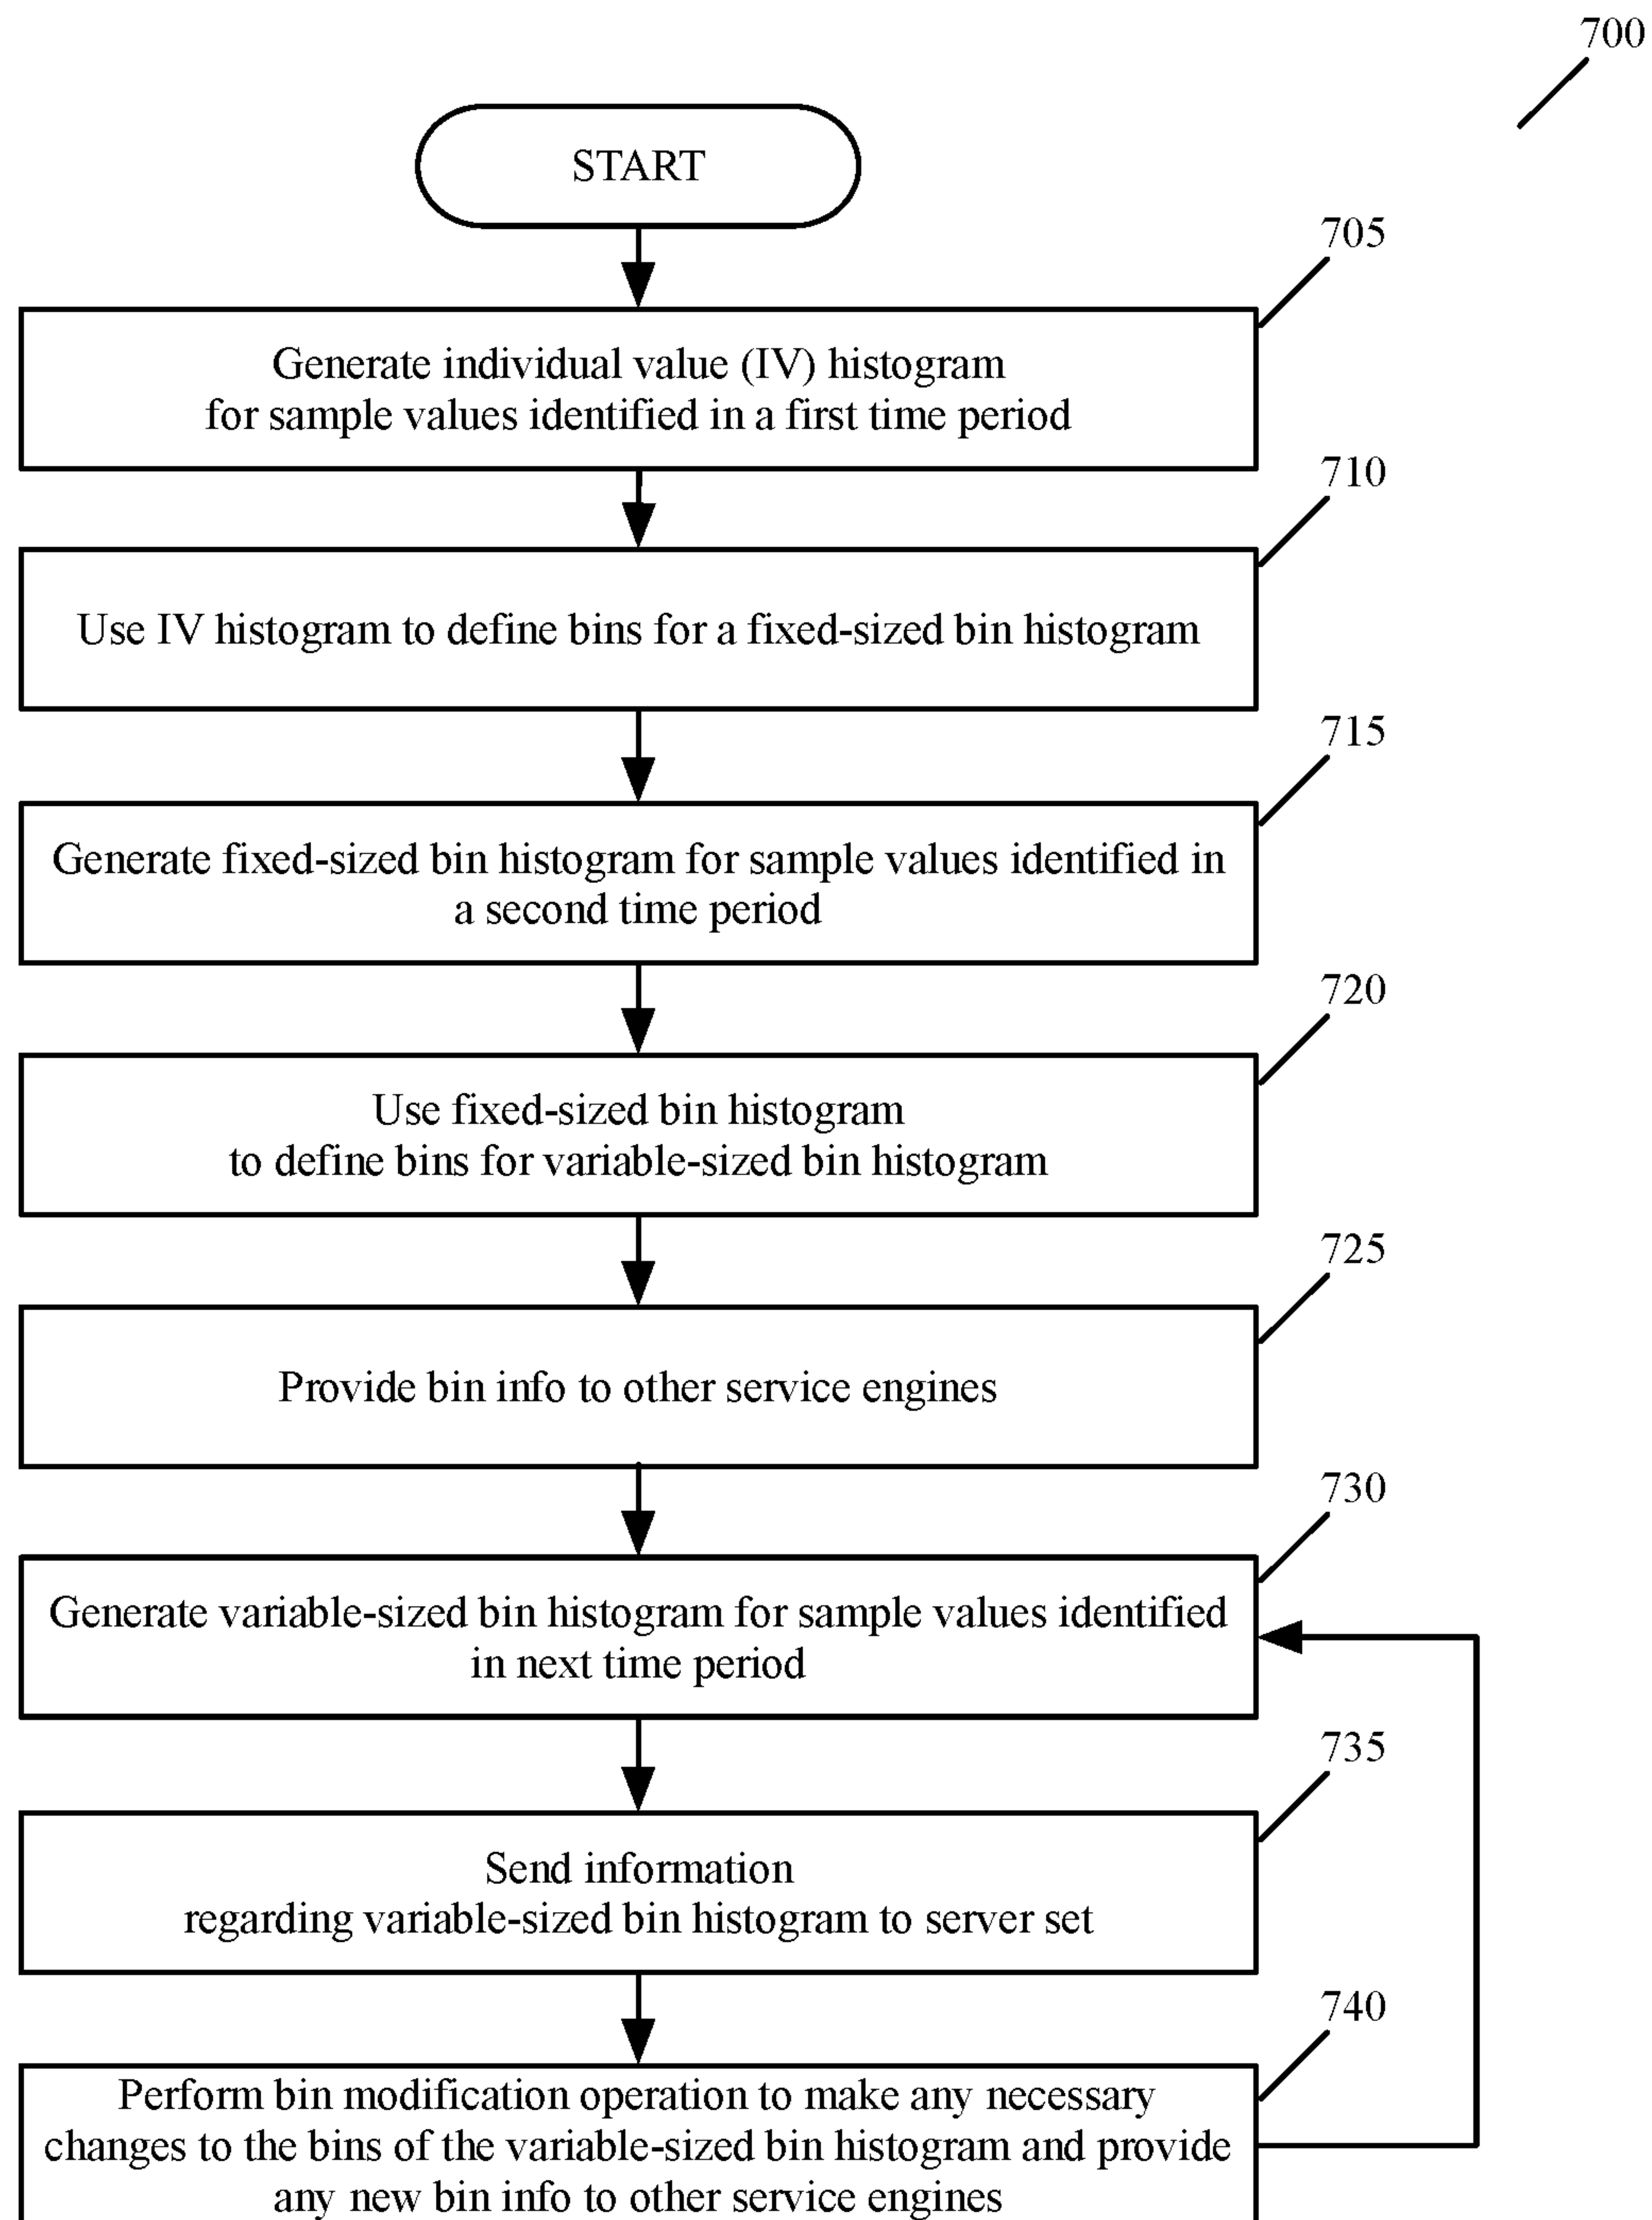 700
START
705
Generate individual value (IV) histogram
for sample values identified in a first time period
710
Use IV histogram to define bins for a fixed-sized bin histogram
715
Generate fixed-sized bin histogram for sample values identified in
a second time period
720
Use fixed-sized bin histogram
to define bins for variable-sized bin histogram
725
Provide bin info to other service engines
730
Generate variable-sized bin histogram for sample values identified
in next time period
735
Send information
regarding variable-sized bin histogram to server set
740
Perform bin modification operation to make any necessary
changes to the bins of the variable-sized bin histogram and provide
any new bin info to other service engines